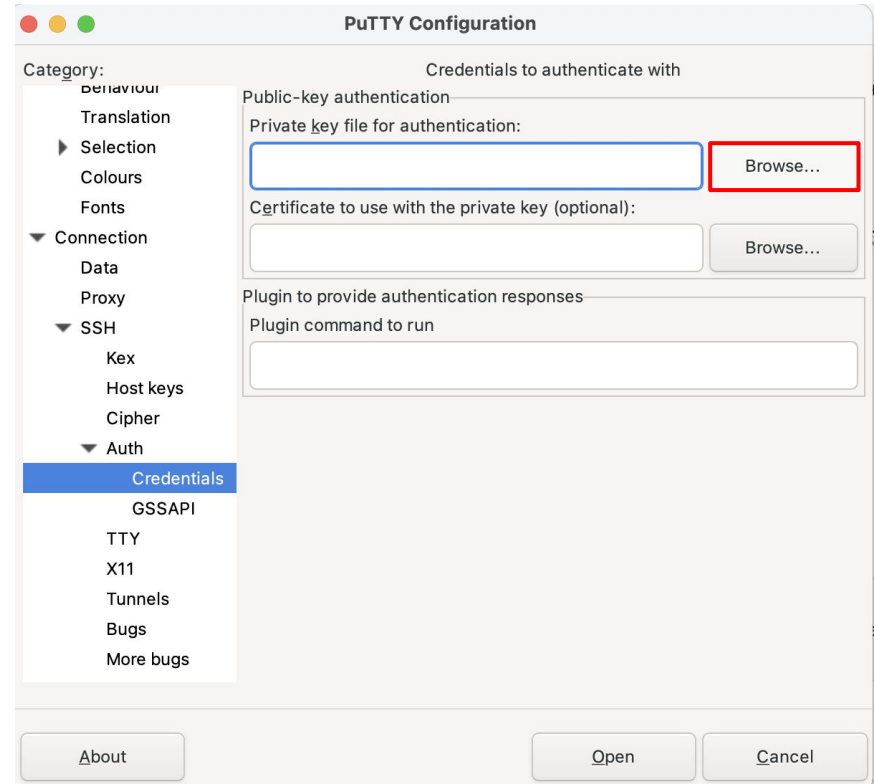 PuTTY Configuration
Category:
Credentials to authenticate with
Behaviour
Translation
Selection
Colours
Fonts
Connection
Data
Proxy
SSH
Kex
Host keys
Cipher
Auth
Credentials
GSSAPI
TTY
X11
Tunnels
Bugs
More bugs
Public-key authentication
Private key file for authentication:
Browse...
Certificate to use with the private key (optional):
Browse...
Plugin to provide authentication responses
Plugin command to run
About
Open
Cancel